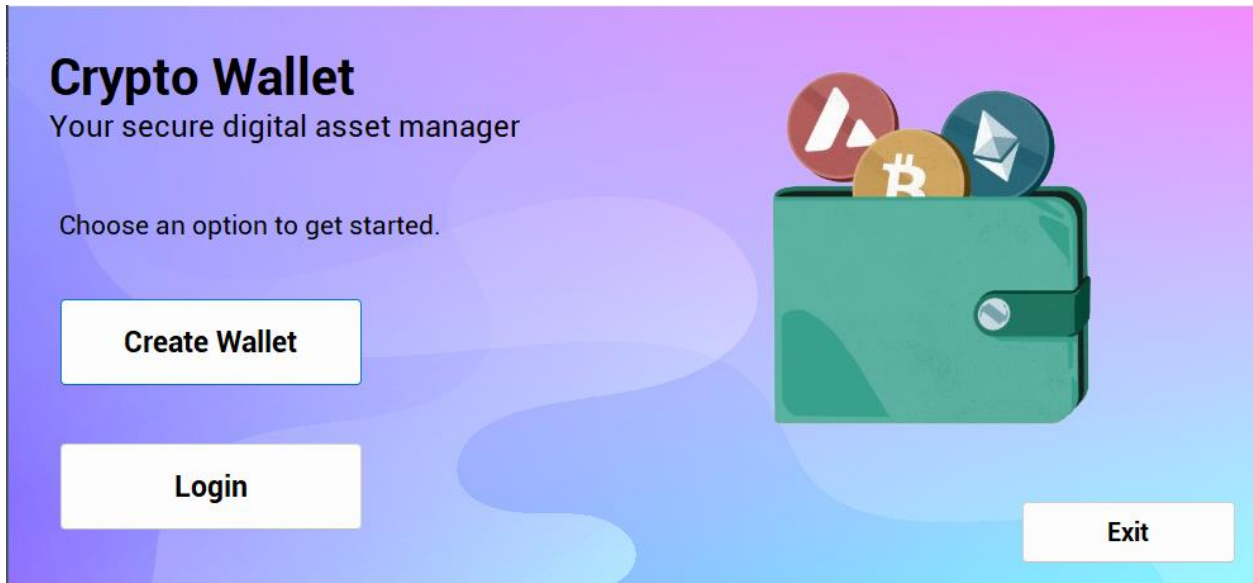 Crypto Wallet
Your secure digital asset manager
Choose an option to get started.
Create Wallet
Login
Exit